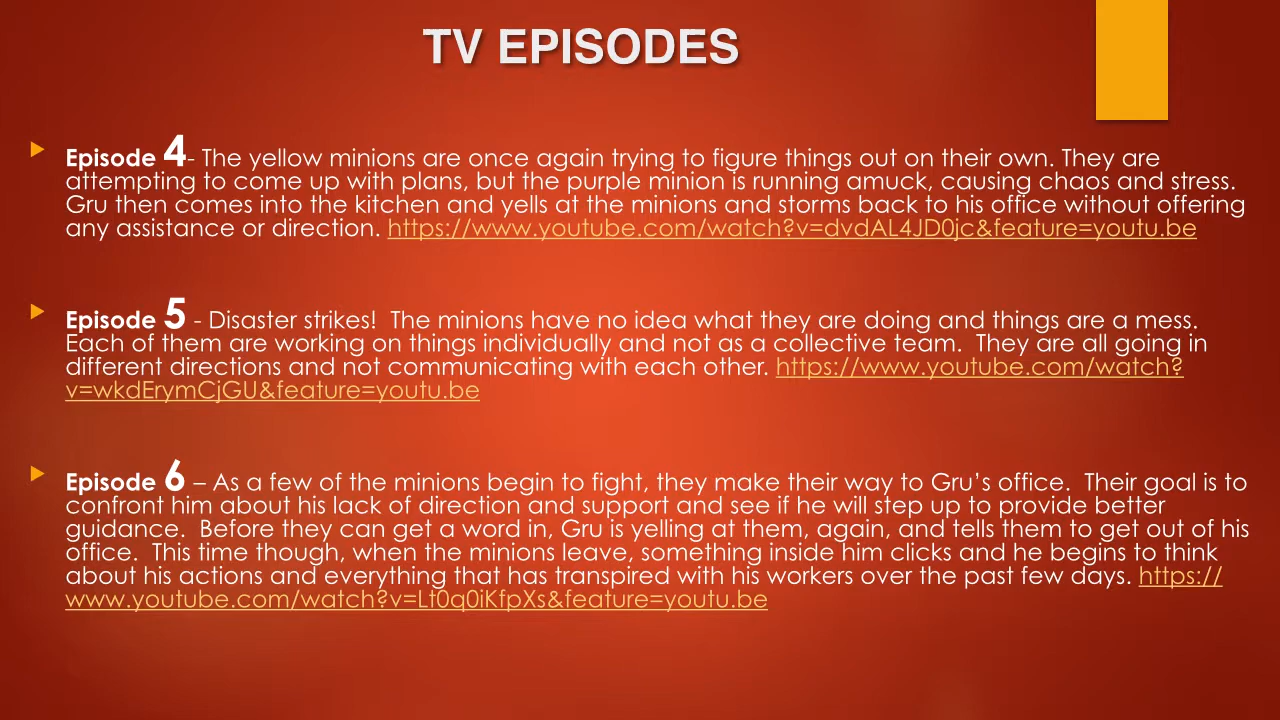 TV EPISODES
Episode 4- The yellow minions are once again trying to figure things out on their own. They are
attempting to come up with plans, but the purple minion is running amuck, causing chaos and stress.
Gru then comes into the kitchen and yells at the minions and storms back to his office without offering
any assistance or direction. https://www.youtube.com/watch?v=dvdAL4JD0jc&feature=youtu.be
Episode 5 - Disaster strikes!  The minions have no idea what they are doing and things are a mess.
Each of them are working on things individually and not as a collective team.  They are all going in
different directions and not communicating with each other. https://www.youtube.com/watch?
v=wkdErymCjGU&feature=youtu.be
Episode 6 – As a few of the minions begin to fight, they make their way to Gru’s office.  Their goal is to
confront him about his lack of direction and support and see if he will step up to provide better
guidance.  Before they can get a word in, Gru is yelling at them, again, and tells them to get out of his
office.  This time though, when the minions leave, something inside him clicks and he begins to think
about his actions and everything that has transpired with his workers over the past few days. https://
www.youtube.com/watch?v=Lt0q0iKfpXs&feature=youtu.be